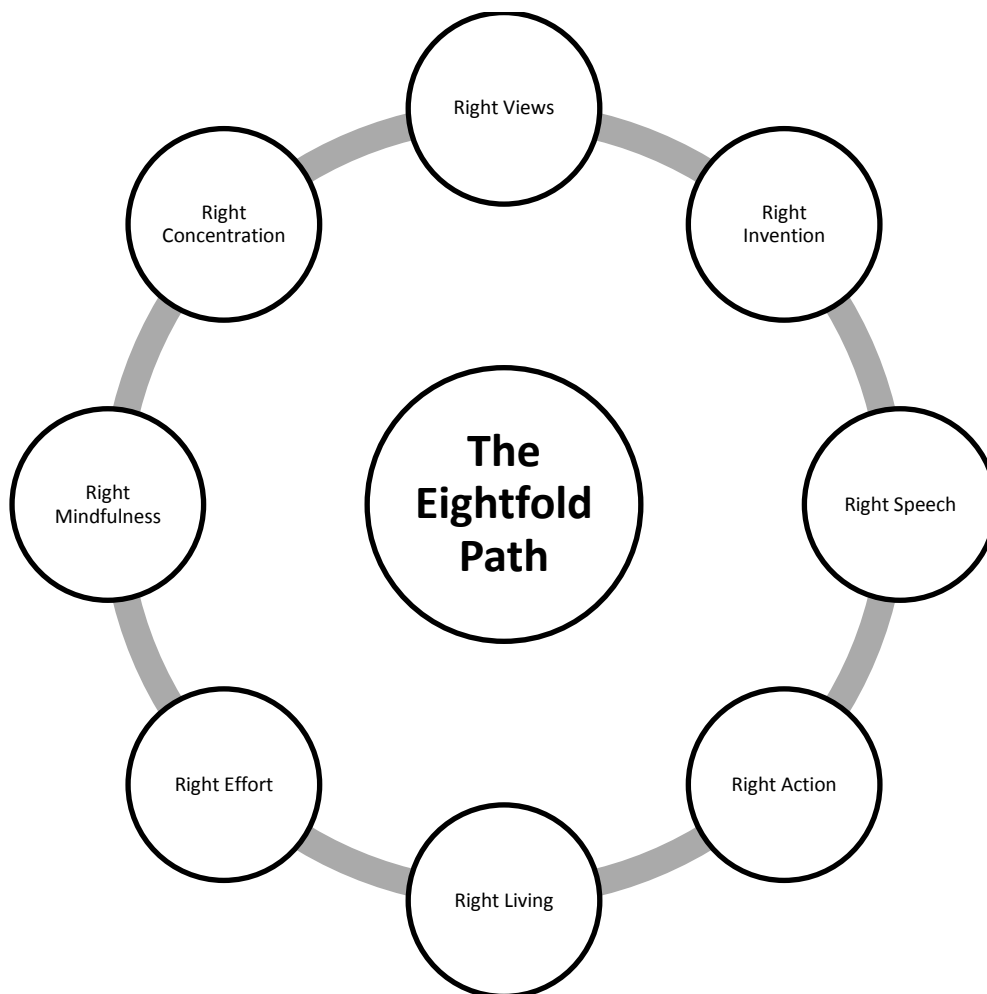 Right Views
Right
Invention
Right Speech
Right Action
Right Living
Right Effort
Right
Mindfulness
Right
Concentration
The
Eightfold
Path